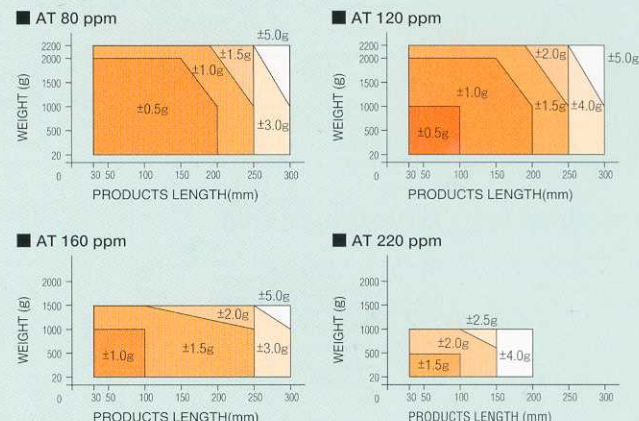 ■ AT 80 ppm
WEIGHT (g)
2200
2000
1500
1000
500
20
0
±0.5g
±1.0g
±1.5g
±5.0g
±3.0g
30 50 100 150 200 250 300
PRODUCTS LENGTH(mm)
■ AT 120 ppm
WEIGHT (g)
2200
2000
1500
1000
500
20
0
±0.5g
±1.0g
±1.5g
±2.0g
±4.0g
±5.0g
30 50 100 150 200 250 300
PRODUCTS LENGTH(mm)
■ AT 160 ppm
WEIGHT (g)
2000
1500
1000
500
20
0
±1.0g
±1.5g
±2.0g
±5.0g
±3.0g
30 50 100 150 200 250 300
PRODUCTS LENGTH(mm)
■ AT 220 ppm
WEIGHT (g)
2000
1500
1000
500
20
0
±1.5g
±2.0g
±2.5g
±4.0g
30 50 100 150 200 250 300
PRODUCTS LENGTH (mm)